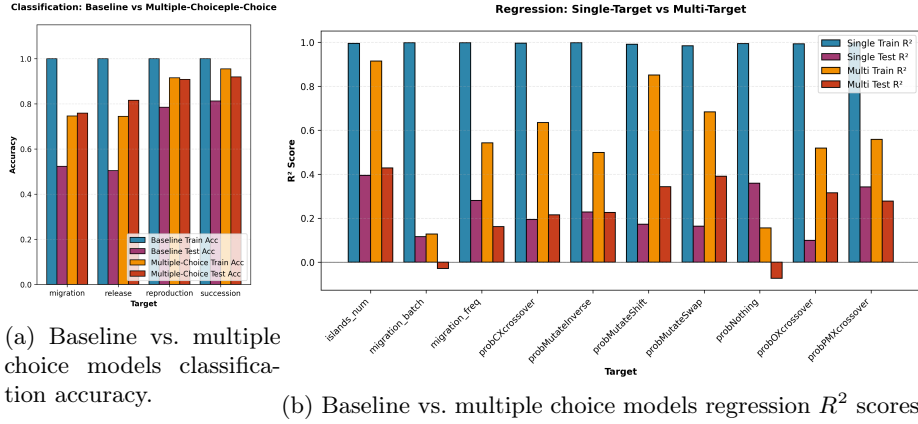 Classification: Baseline vs Multiple-Choiceple-Choice
1.0
0.8
0.6
0.4
0.2
0.0
Accuracy
Baseline Train Acc
Baseline Test Acc
Multiple-Choice Train Acc
Multiple-Choice Test Acc
migration
release
reproduction
succession
Target
(a) Baseline vs. multiple
choice models classifica-
tion accuracy.
Regression: Single-Target vs Multi-Target
1.0
0.8
0.6
0.4
0.2
0.0
R² Score
Single Train R²
Single Test R²
Multi Train R²
Multi Test R²
islands_num
migration_batch
migration_freq
probCXcrossover
probMutateInverse
probMutateShift
probMutateSwap
probNothing
probOXcrossover
probPMXcrossover
Target
(b) Baseline vs. multiple choice models regression R² scores